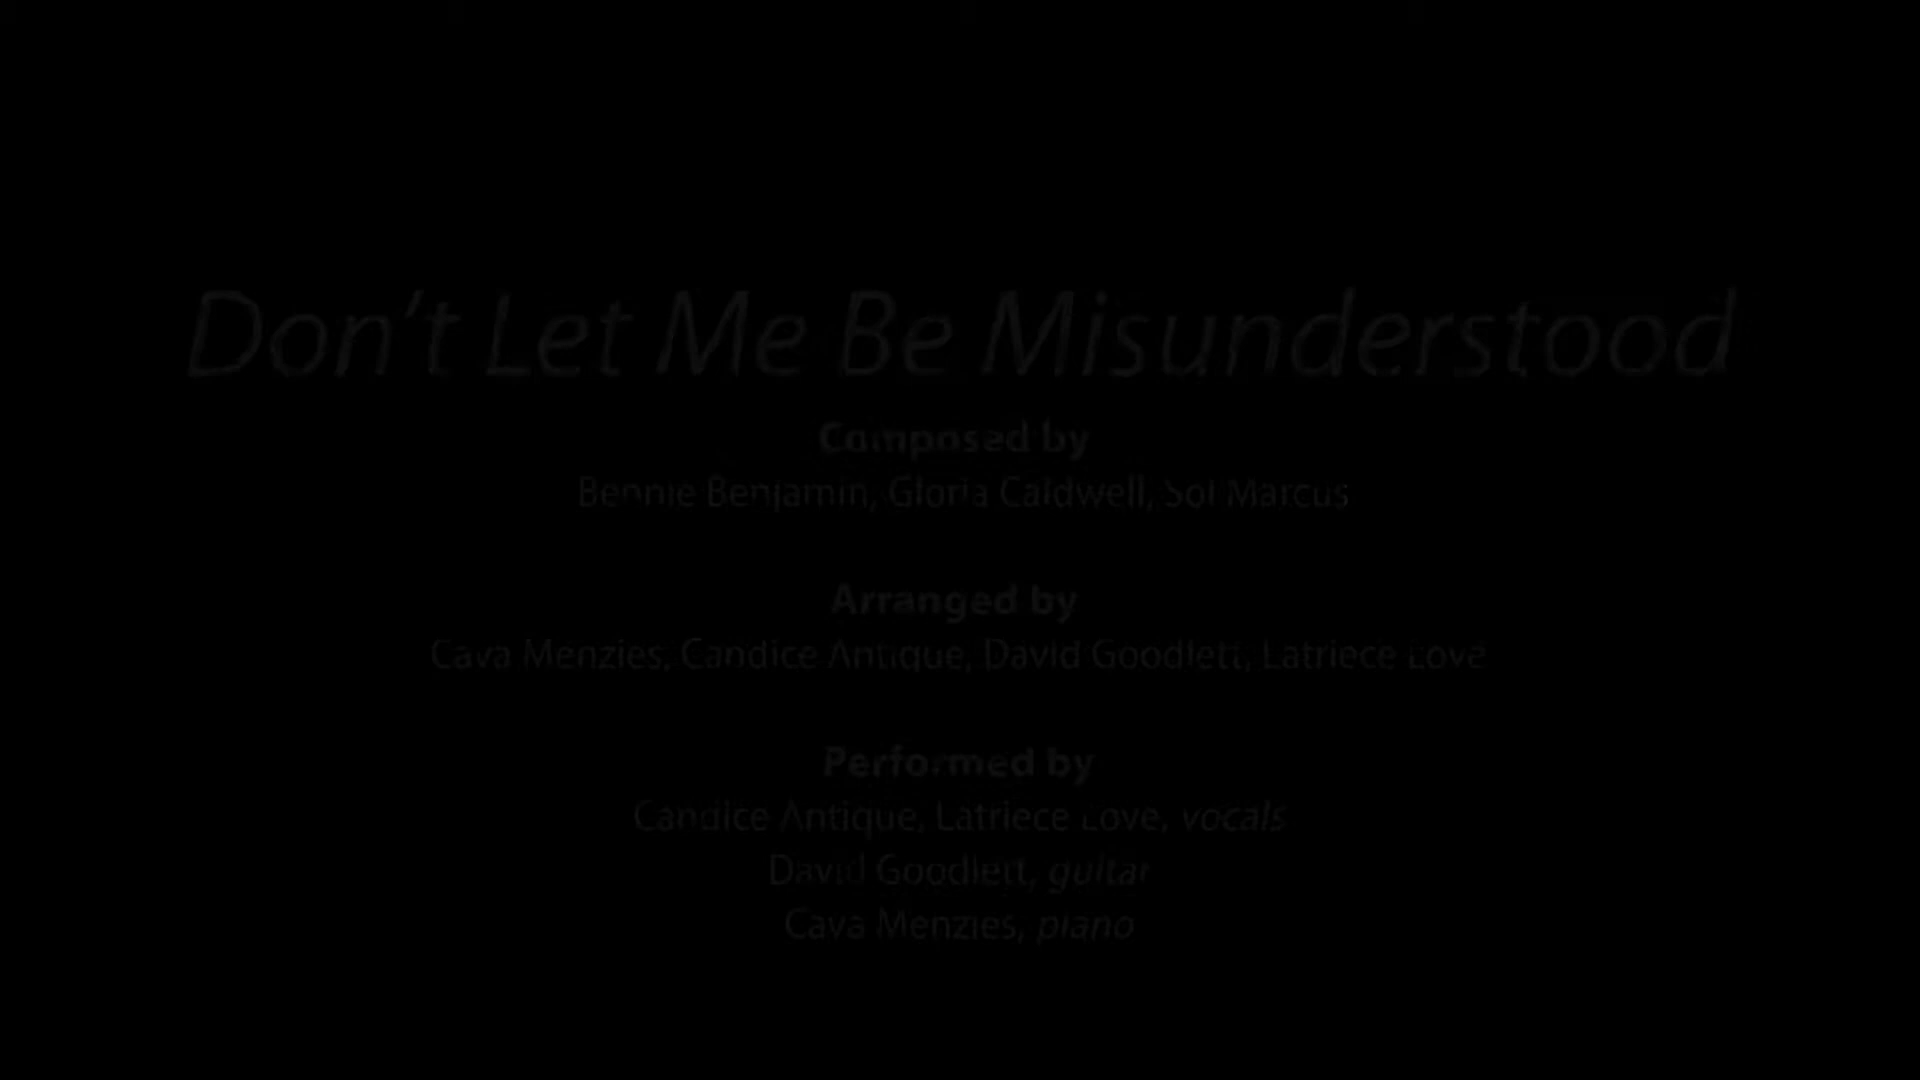 Don’t Let Me Be Misunderstood
Composed by
Bennie Benjamin, Gloria Caldwell, Sol Marcus
Arranged by
Cava Menzies, Candice Antique, David Goodlett, Latriece Love
Performed by
Candice Antique, Latriece Love, vocals
David Goodlett, guitar
Cava Menzies, piano